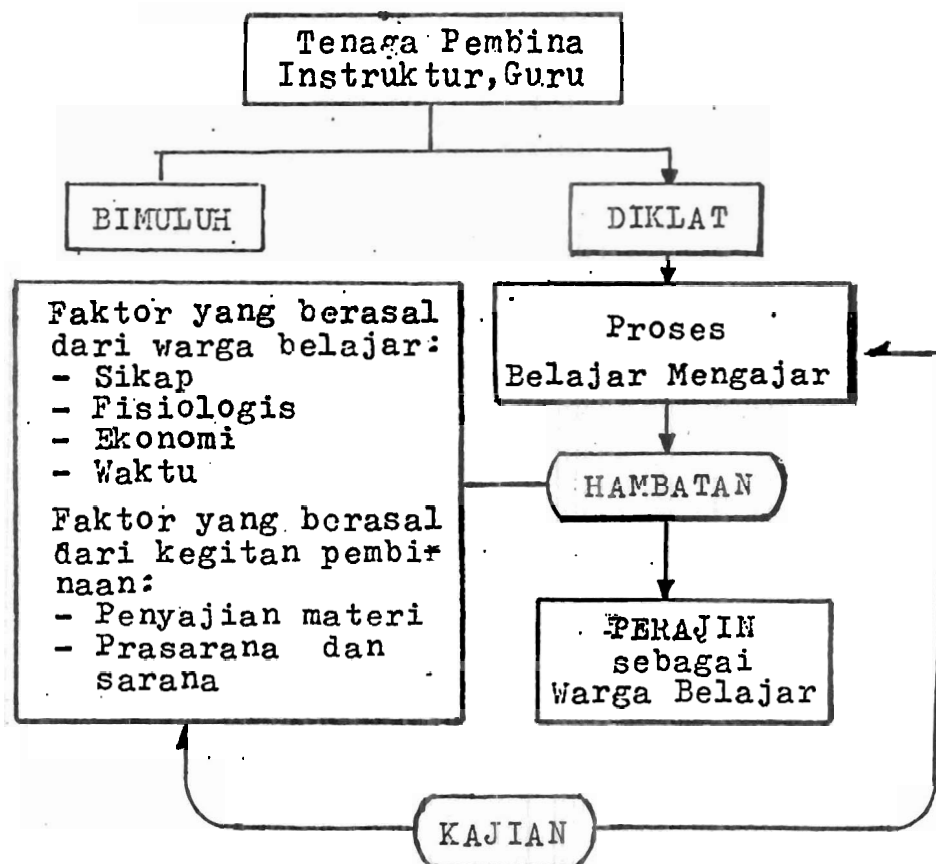 Tenaga Pembina
Instruktur, Guru
BIMULUH
DIKLAT
Faktor yang berasal
dari warga belajar:
- Sikap
- Fisiologis
- Ekonomi
- Waktu
Faktor yang berasal
dari kegitan pembi-
naan:
- Penyajian materi
- Prasarana dan
sarana
Proses
Belajar Mengajar
HAMBATAN
PERAJIN
sebagai
Warga Belajar
KAJIAN